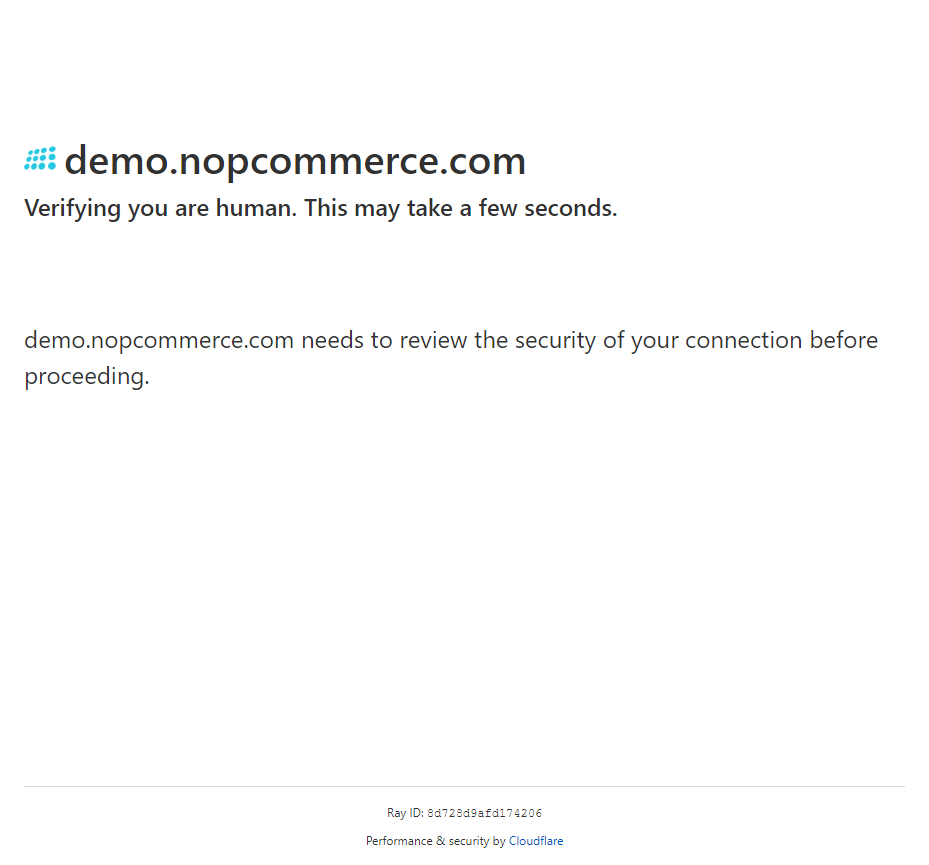 demo.nopcommerce.com
Verifying you are human. This may take a few seconds.
demo.nopcommerce.com needs to review the security of your connection before
proceeding.
Ray ID: 8d728d9afd174206
Performance & security by Cloudflare